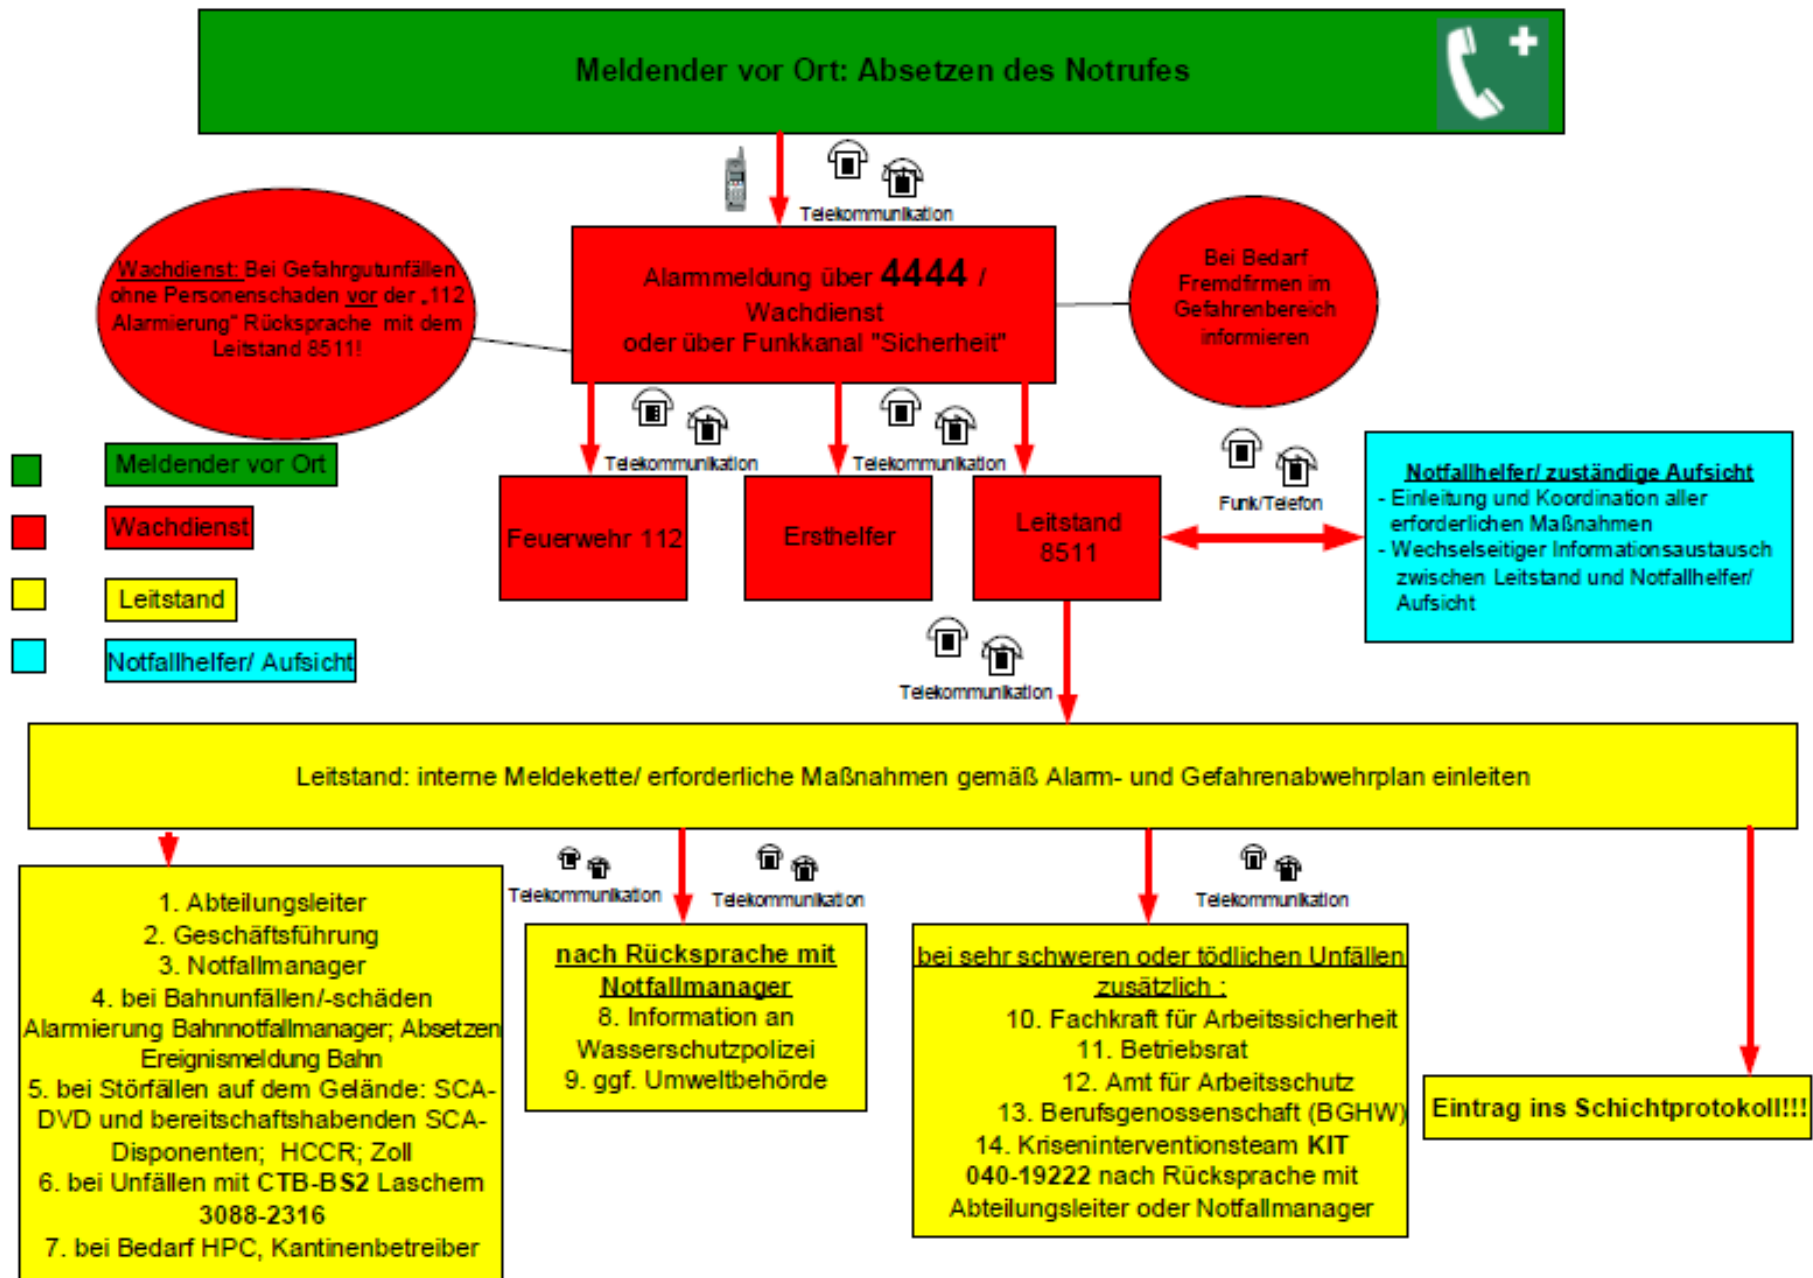 Meldender vor Ort: Absetzen des Notrufes
Telekommunikation
Wachdienst: Bei Gefahrgutunfällen
ohne Personenschaden vor der „112
Alarmierung" Rücksprache mit dem
Leitstand 8511!
Alarmmeldung über 4444 /
Wachdienst
oder über Funkkanal "Sicherheit"
Bei Bedarf
Fremdfirmen im
Gefahrenbereich
informieren
Telekommunikation
Telekommunikation
Meldender vor Ort
Wachdienst
Leitstand
Notfallhelfer/ Aufsicht
Feuerwehr 112
Ersthelfer
Leitstand
8511
Funk/Telefon
Notfallhelfer/ zuständige Aufsicht
- Einleitung und Koordination aller
erforderlichen Maßnahmen
- Wechselseitiger Informationsaustausch
zwischen Leitstand und Notfallhelfer/
Aufsicht
Telekommunikation
Leitstand: interne Meldekette/ erforderliche Maßnahmen gemäß Alarm- und Gefahrenabwehrplan einleiten
1. Abteilungsleiter
2. Geschäftsführung
3. Notfallmanager
4. bei Bahnunfällen/-schäden
Alarmierung Bahnnotfallmanager; Absetzen
Ereignismeldung Bahn
5. bei Störfällen auf dem Gelände: SCA-
DVD und bereitschaftshabenden SCA-
Disponenten; HCCR; Zoll
6. bei Unfällen mit CTB-BS2 Laschern
3088-2316
7. bei Bedarf HPC, Kantinenbetreiber
Telekommunikation
Telekommunikation
nach Rücksprache mit
Notfallmanager
8. Information an
Wasserschutzpolizei
9. ggf. Umweltbehörde
Telekommunikation
bei sehr schweren oder tödlichen Unfällen
zusätzlich :
10. Fachkraft für Arbeitssicherheit
11. Betriebsrat
12. Amt für Arbeitsschutz
13. Berufsgenossenschaft (BGHW)
14. Kriseninterventionsteam KIT
040-19222 nach Rücksprache mit
Abteilungsleiter oder Notfallmanager
Eintrag ins Schichtprotokoll!!!